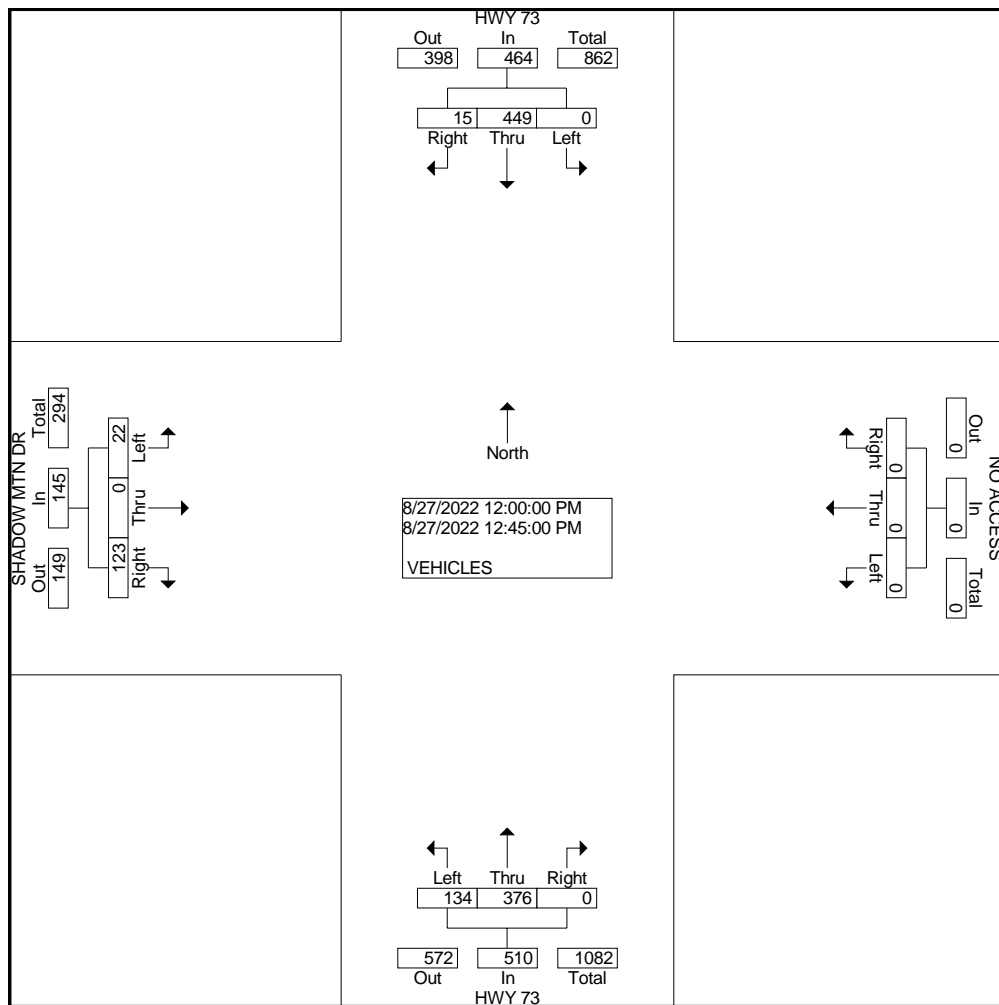 HWY 73
Out In Total
398 464 862
15 449 0
Right Thru Left
SHADOW MTN DR
Total In Out
294 145 149
22 0 123
Left Thru Right
North
8/27/2022 12:00:00 PM
8/27/2022 12:45:00 PM
VEHICLES
Right Thru Left
0 0 0
Out In Total
0 0 0
NO ACCESS
Left Thru Right
134 376 0
572 510 1082
Out In Total
HWY 73